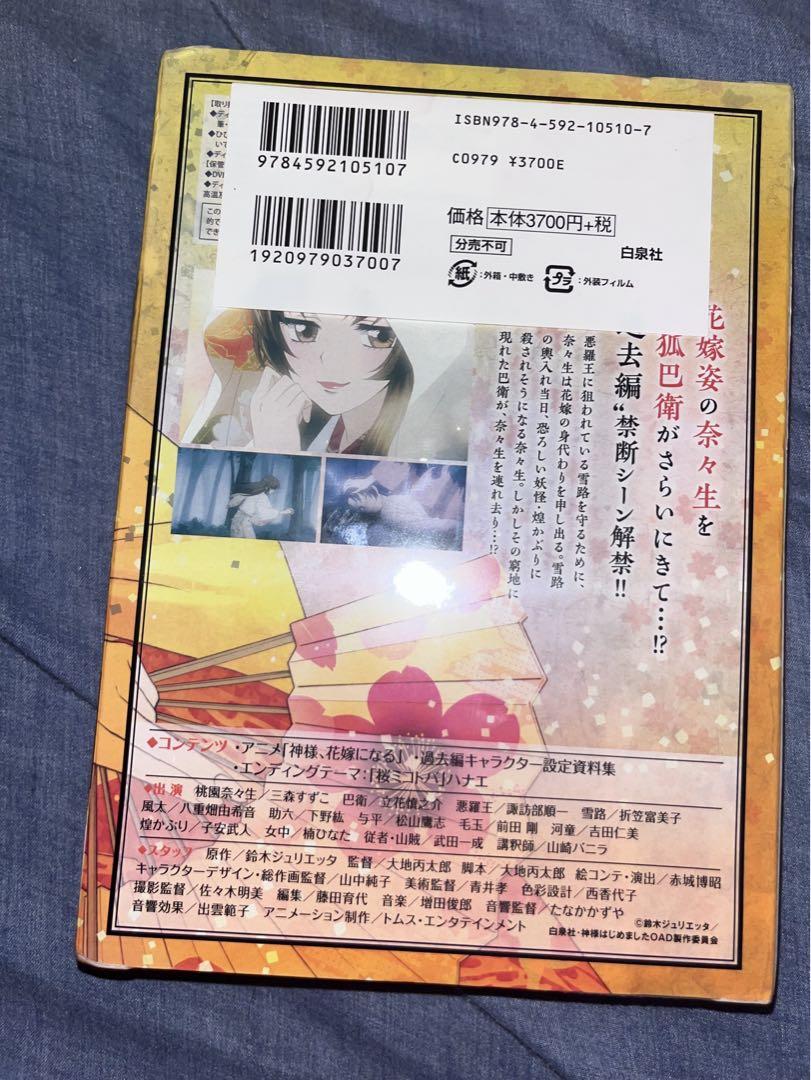 【取り
ISBN978-4-592-10510-7
9784592105107
C0979 ¥3700E
価格 本体3700円+税
分売不可
白泉社
1920979037007
紙 :外箱・中敷き
プラ :外装フィルム
【保管
◆DVD
◆ディ
高温
この
的で
でき
花嫁姿の奈々生を
狐巴衛がさらいにきて…!?
過去編“禁断シーン解禁!!
悪羅王に狙われている雪路を守るために、
奈々生は花嫁の身代わりを申し出る。雪路
の輿入れ当日、恐ろしい妖怪・煌かぶりに
殺されそうになる奈々生。しかしその窮地に
現れた巴衛が、奈々生を連れ去り…!?
◆コンテンツ ・アニメ「神様、花嫁になる」 ・過去編キャラクター設定資料集
・エンディングテーマ:「桜ミコトバ」ハナエ
◆出演 桃園奈々生/三森すずこ 巴衛/立花慎之介 悪羅王/諏訪部順一 雪路/折笠富美子
風太/八重畑由希音 助六/下野紘 与平/松山鷹志 毛玉/前田 剛 河童/吉田仁美
煌かぶり/子安武人 女中/楠ひなた 従者・山賊/武田一成 講釈師/山崎バニラ
◆スタッフ 原作/鈴木ジュリエッタ 監督/大地丙太郎 脚本/大地丙太郎 絵コンテ・演出/赤城博昭
キャラクターデザイン・総作画監督/山中純子 美術監督/青井孝 色彩設計/西香代子
撮影監督/佐々木明美 編集/藤田育代 音楽/増田俊郎 音響監督/たなかかずや
音響効果/出雲範子 アニメーション制作/トムス・エンタテインメント
©鈴木ジュリエッタ/
白泉社・神様はじめましたOAD製作委員会